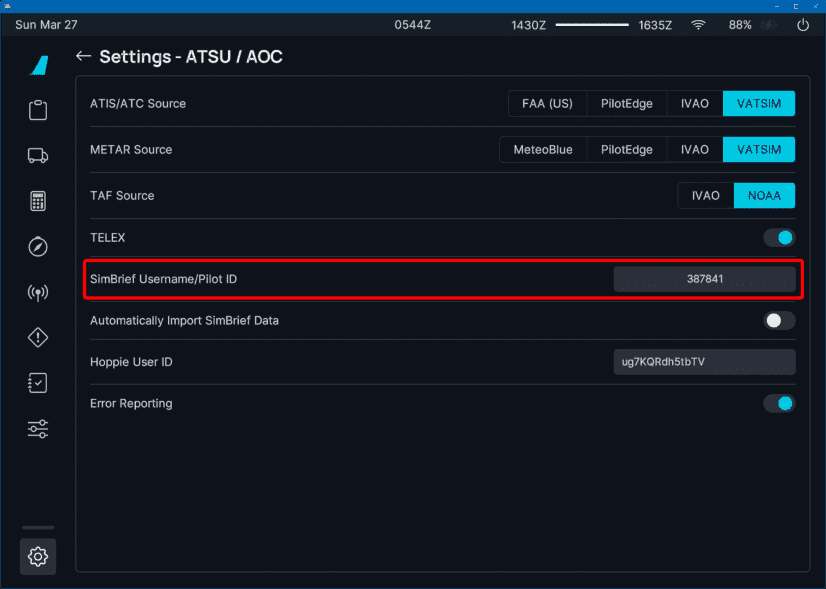 Sun Mar 27 0544Z 1430Z 1635Z 88%
Settings - ATSU / AOC
ATIS/ATC Source FAA (US) PilotEdge IVAO VATSIM
METAR Source MeteoBlue PilotEdge IVAO VATSIM
TAF Source IVAO NOAA
TELEX
SimBrief Username/Pilot ID 387841
Automatically Import SimBrief Data
Hoppie User ID ug7KQRdh5tbTV
Error Reporting